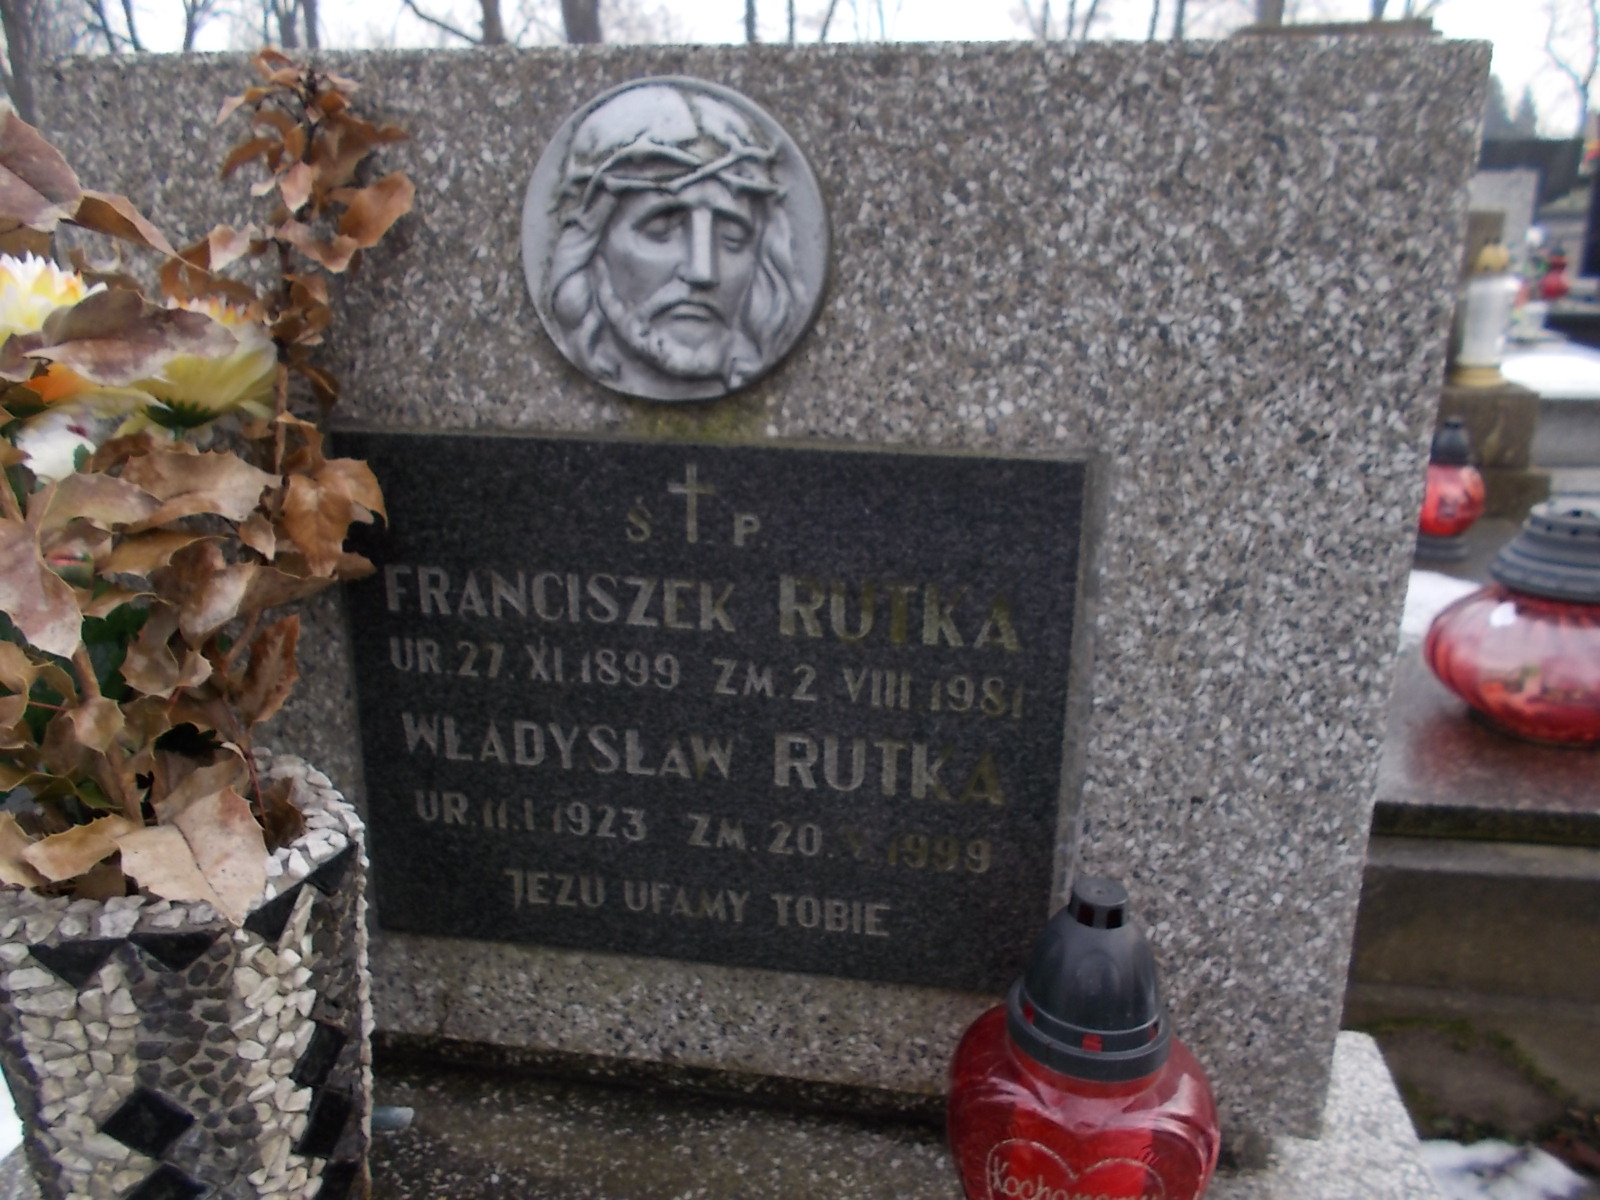 Ś. P.
FRANCISZEK RUTKA
UR. 27. XI. 1899 ZM. 2 VIII 1981
WŁADYSŁAW RUTKA
UR. 11. I. 1923 ZM. 20. V. 1999
JEZU UFAMY TOBIE